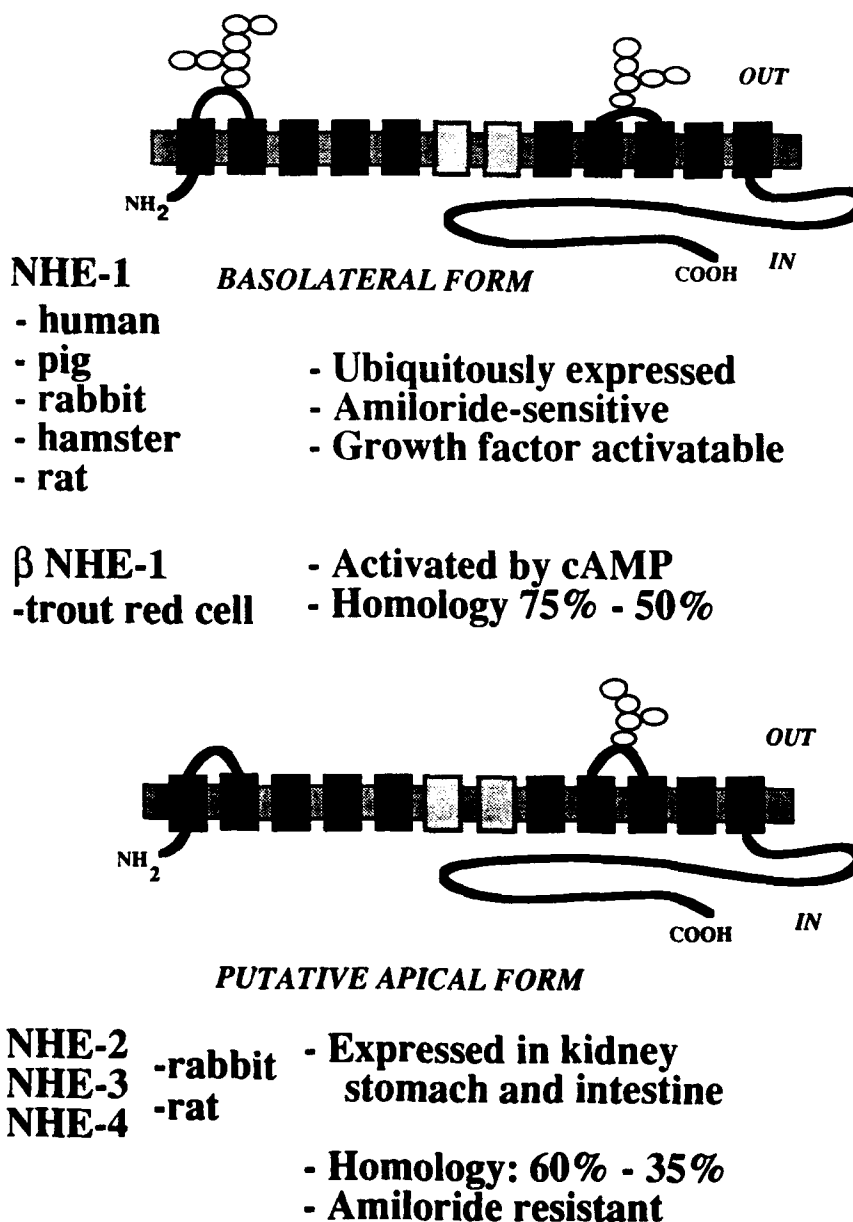 OUT
NH2
COOH
IN
NHE-1
BASOLATERAL FORM
- human
- pig
- rabbit
- hamster
- rat
- Ubiquitously expressed
- Amiloride-sensitive
- Growth factor activatable
β NHE-1
-trout red cell
- Activated by cAMP
- Homology 75% - 50%
OUT
NH2
COOH
IN
PUTATIVE APICAL FORM
NHE-2
NHE-3
NHE-4
-rabbit
-rat
- Expressed in kidney
stomach and intestine
- Homology: 60% - 35%
- Amiloride resistant